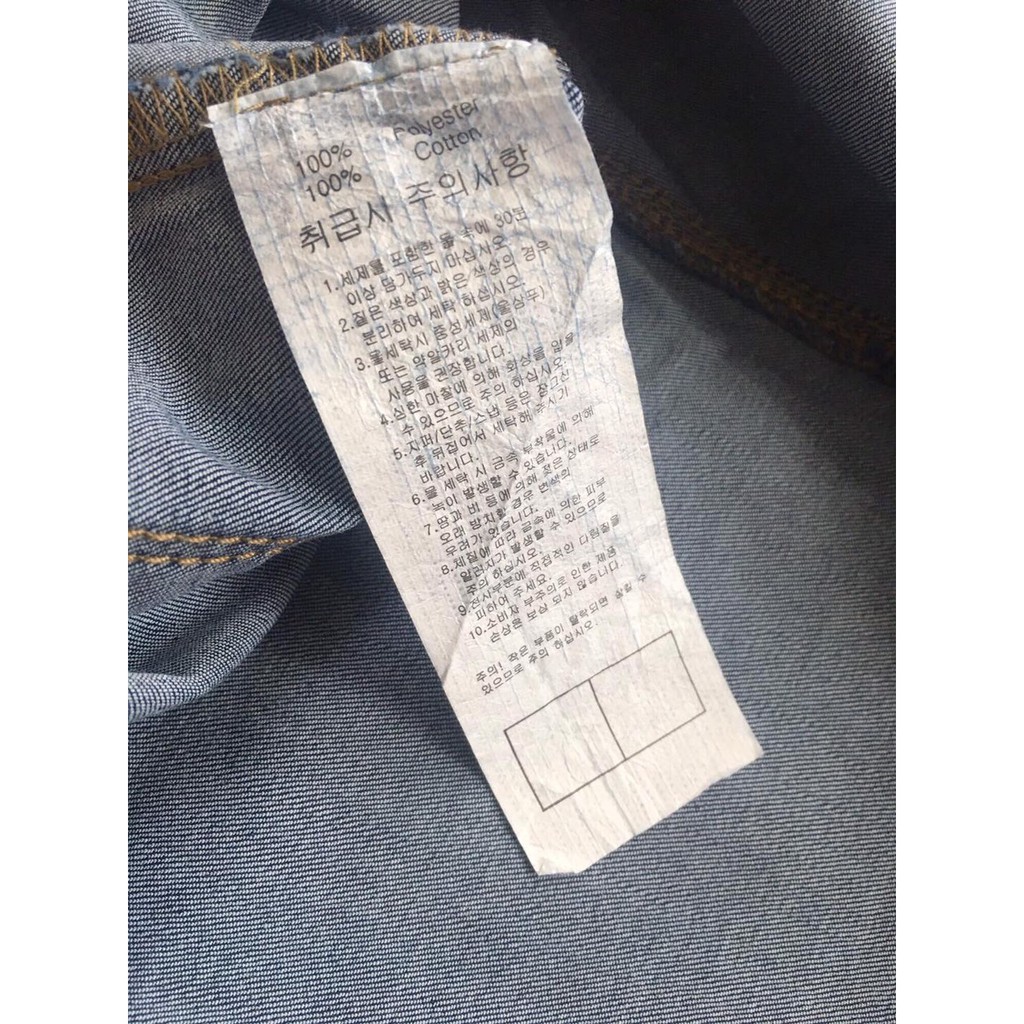 100% Polyester
100% Cotton
취급시 주의사항
1.세제를 포함한 물 속에 30분
이상 담가두지 마십시오.
2.짙은 색상과 밝은 색상의 경우
분리하여 세탁 하십시오.
3.물세탁시 중성세제(울샴푸)
또는 약알카리 세제의
사용을 권장합니다.
4.심한 마찰에 의해 손상을 입을
수 있으므로 주의 하십시오.
5.지퍼/단추/스냅 등은 잠그신
후 뒤집어서 세탁해 주시기
바랍니다.
6.물 세탁 시 금속 부착물에 의해
녹이 발생할 수 있습니다.
7.땀과 비 등에 의해 젖은 상태로
오래 방치할 경우 변색의
우려가 있습니다.
8.체질에 따라 금속에 의한 피부
알러지가 발생할 수 있으므로
주의 하십시오.
9.전사부분에 직접적인 다림질을
피하여 주세요.
10.소비자 부주의로 인한 제품
손상은 보상 되지 않습니다.
주의! 작은 부품이 탈락되면 삼킬 수
있으므로 주의 하십시오.